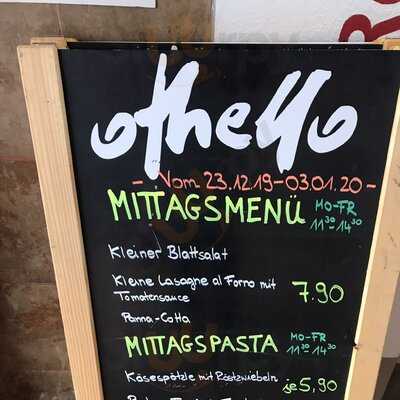 othello
- Vom 23.12.19-03.01.20 -
MITTAGSMENÜ MO-FR
11³⁰-14³⁰
Kleiner Blattsalat
Kleine Lasagne al Forno mit
Tomatensauce 7.90
Panna-Cotta
MITTAGSPASTA MO-FR
11³⁰ 14³⁰
Käsespätzle mit Röstzwiebeln je 5,90